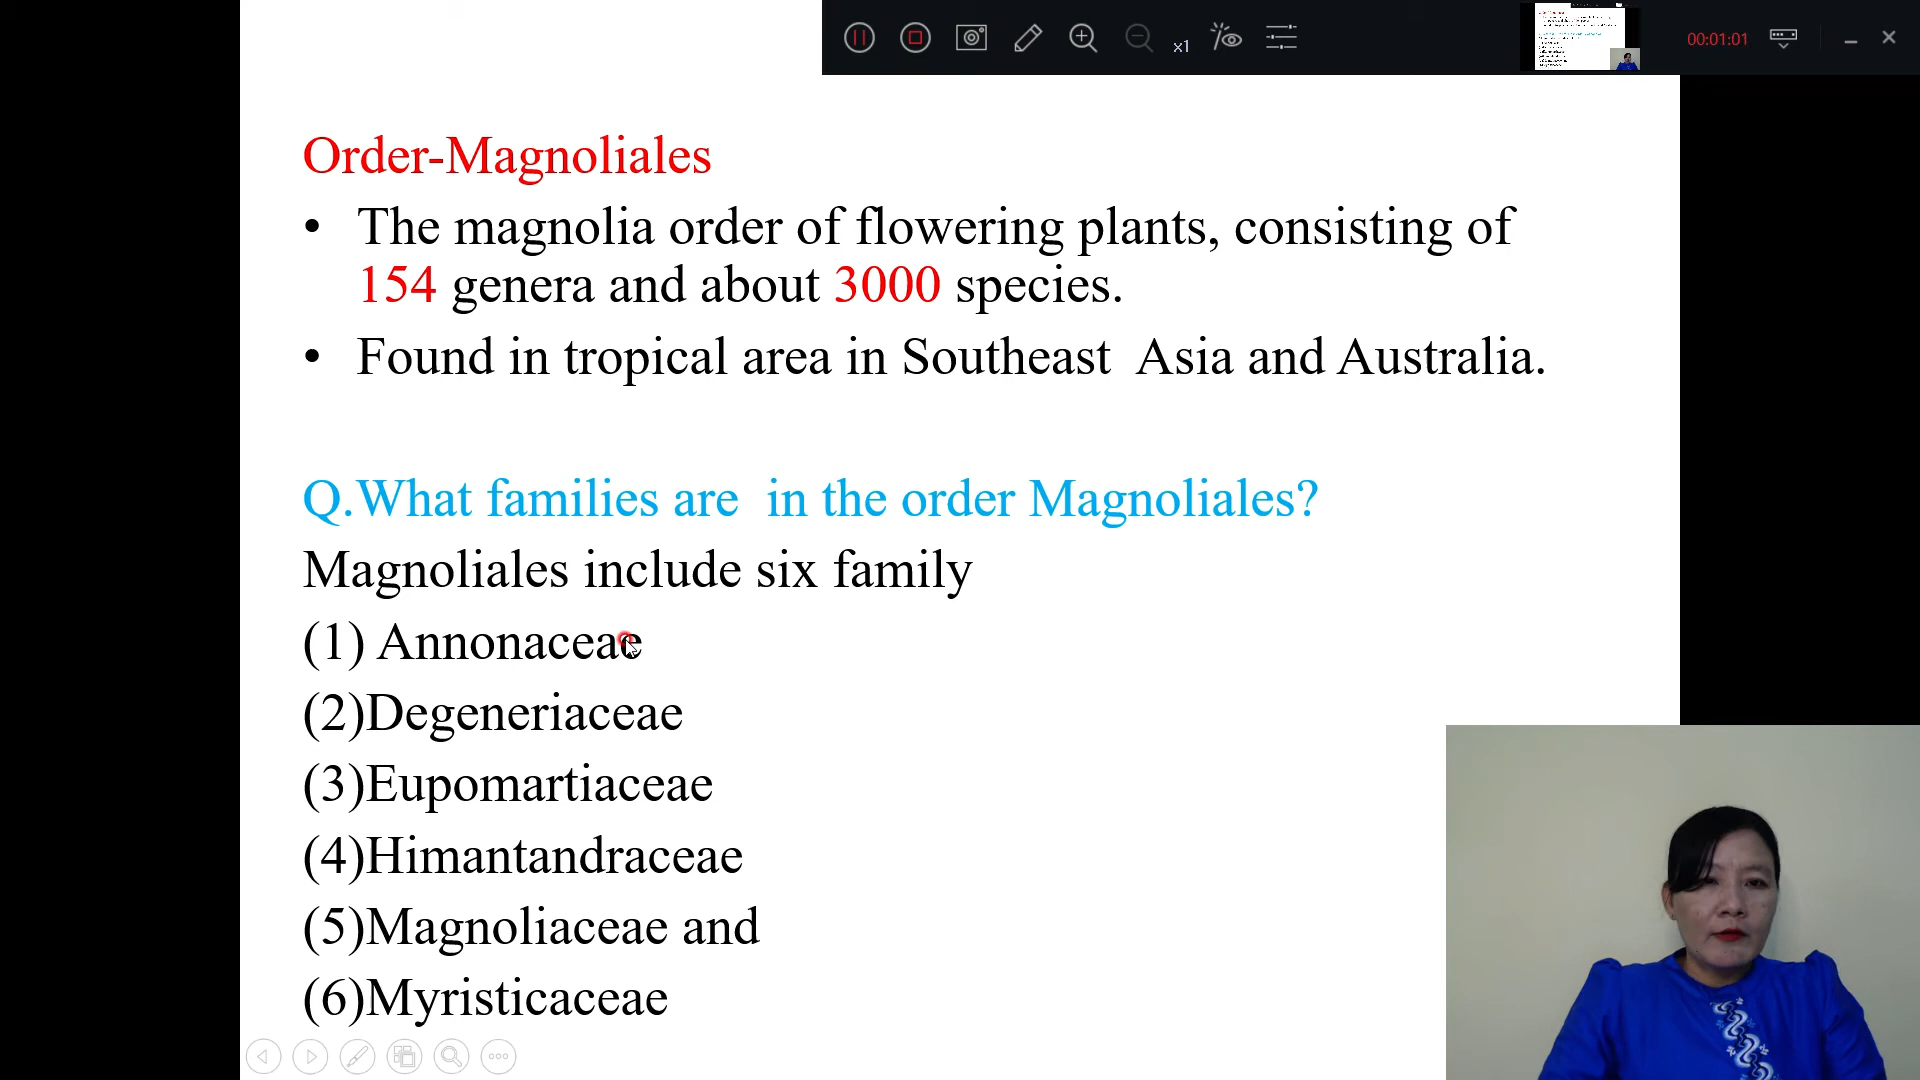 x1
00:01:01
Order-Magnoliales
• The magnolia order of flowering plants, consisting of
154 genera and about 3000 species.
• Found in tropical area in Southeast Asia and Australia.
Q.What families are in the order Magnoliales?
Magnoliales include six family
(1) Annonaceae
(2)Degeneriaceae
(3)Eupomartiaceae
(4)Himantandraceae
(5)Magnoliaceae and
(6)Myristicaceae